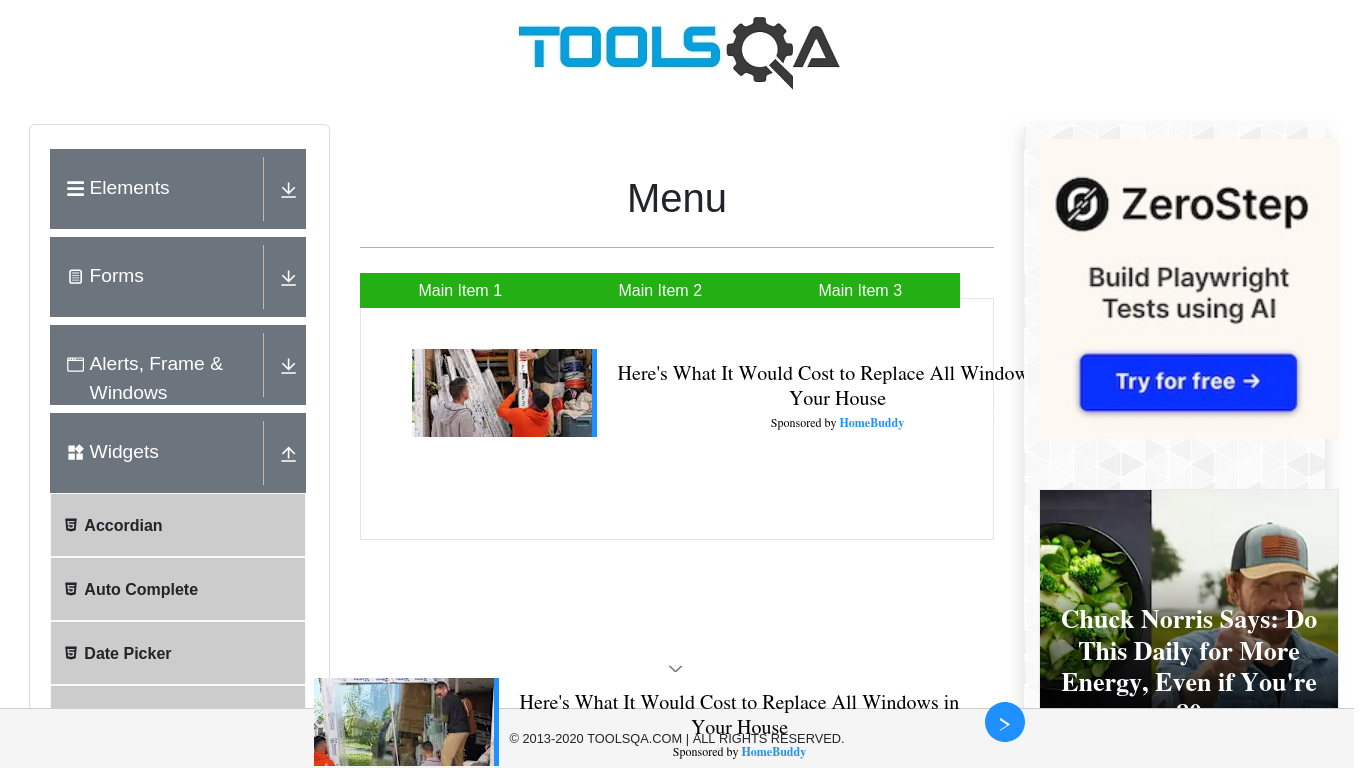 TOOLSQA
Elements
Forms
Alerts, Frame &
Windows
Widgets
Accordian
Auto Complete
Date Picker
Menu
Main Item 1
Main Item 2
Main Item 3
Here's What It Would Cost to Replace All Window
Your House
Sponsored by HomeBuddy
ZeroStep
Build Playwright
Tests using AI
Try for free →
Chuck Norris Says: Do
This Daily for More
Energy, Even if You're
Here's What It Would Cost to Replace All Windows in
Your House
Sponsored by HomeBuddy
© 2013-2020 TOOLSQA.COM | ALL RIGHTS RESERVED.